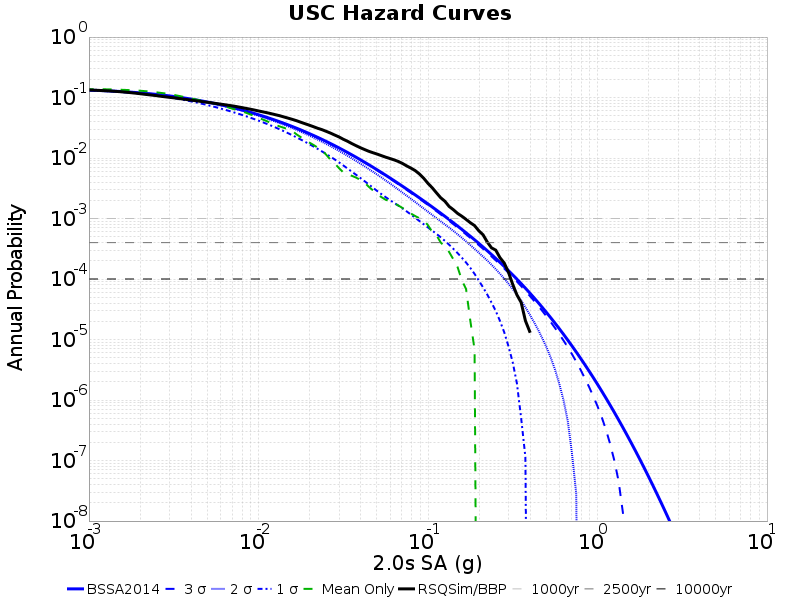 USC Hazard Curves
10^0
10^-1
10^-2
10^-3
10^-4
10^-5
10^-6
10^-7
10^-8
Annual Probability
10^-3 10^-2 10^-1 10^0 10^1
2.0s SA (g)
BSSA2014 3 σ 2 σ 1 σ Mean Only RSQSim/BBP 1000yr 2500yr 10000yr